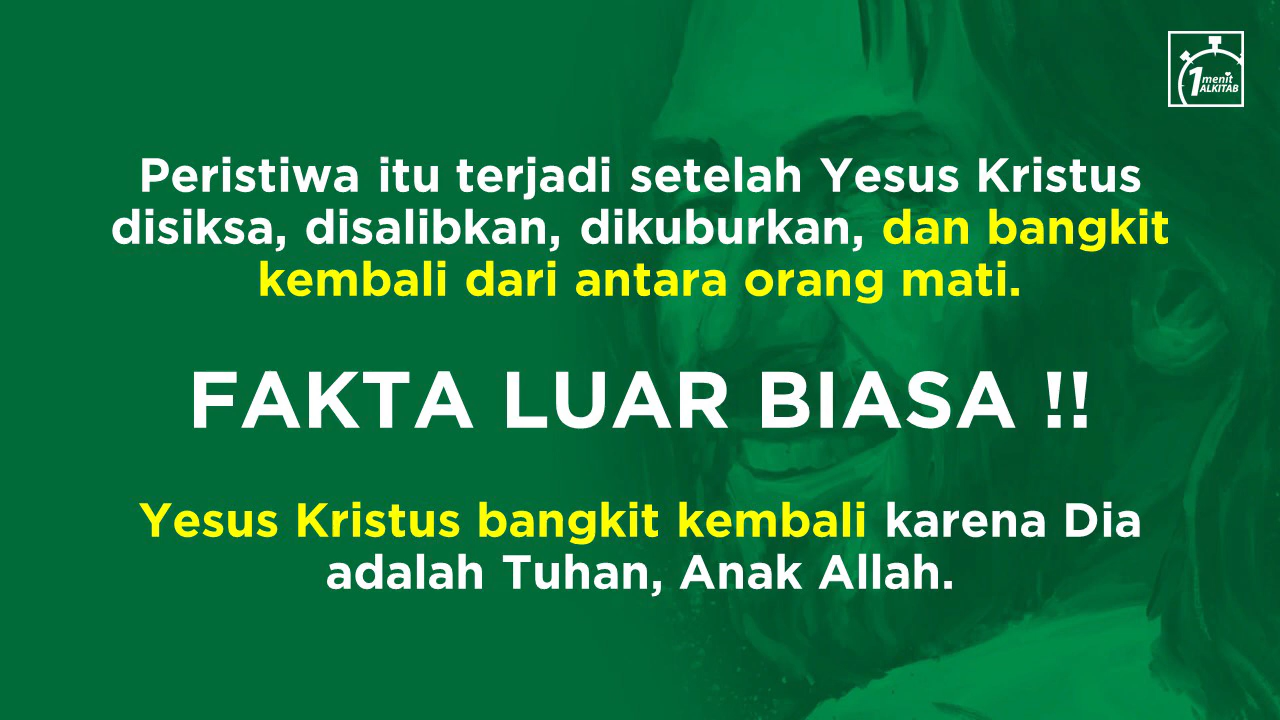 1 menit
ALKITAB
Peristiwa itu terjadi setelah Yesus Kristus
disiksa, disalibkan, dikuburkan, dan bangkit
kembali dari antara orang mati.
FAKTA LUAR BIASA !!
Yesus Kristus bangkit kembali karena Dia
adalah Tuhan, Anak Allah.